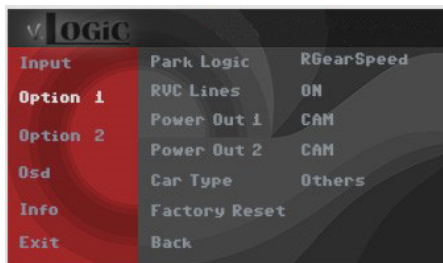 v.LOGiC
Input
Option 1
Option 2
Osd
Info
Exit
Park Logic RGearSpeed
RVC Lines ON
Power Out 1 CAM
Power Out 2 CAM
Car Type Others
Factory Reset
Back